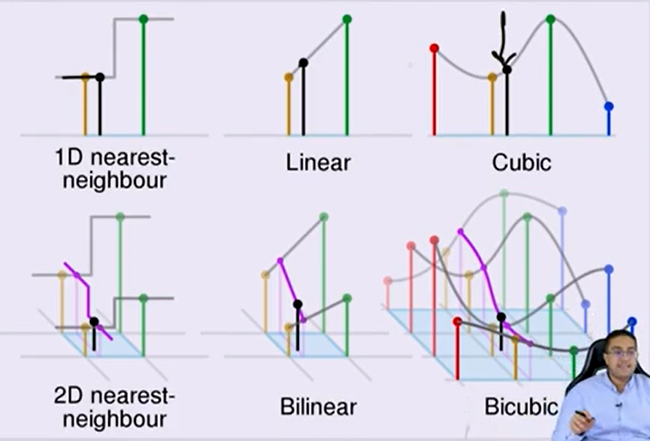 1D nearest-
neighbour
Linear
Cubic
2D nearest-
neighbour
Bilinear
Bicubic